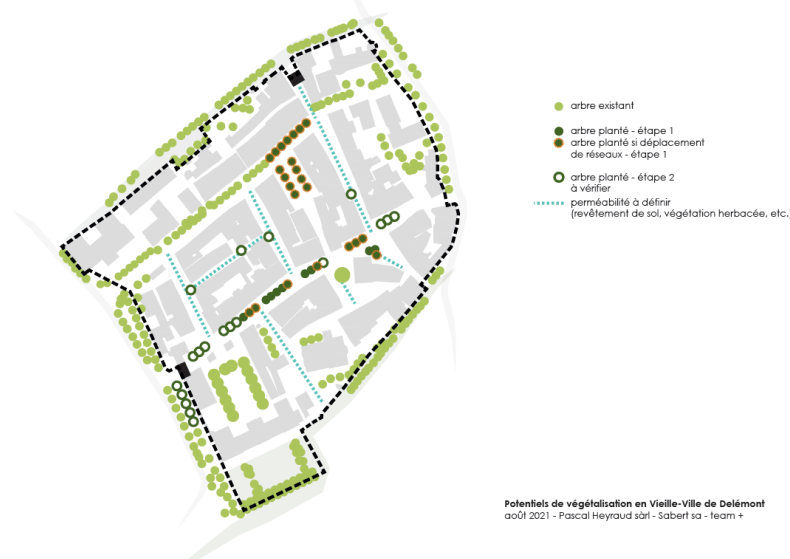 arbre existant
arbre planté - étape 1
arbre planté si déplacement
de réseaux - étape 1
arbre planté - étape 2
à vérifier
perméabilité à définir
(revêtement de sol, végétation herbacée, etc.)
Potentiels de végétalisation en Vieille-Ville de Delémont
août 2021 - Pascal Heyraud sàrl - Sabert sa - team +